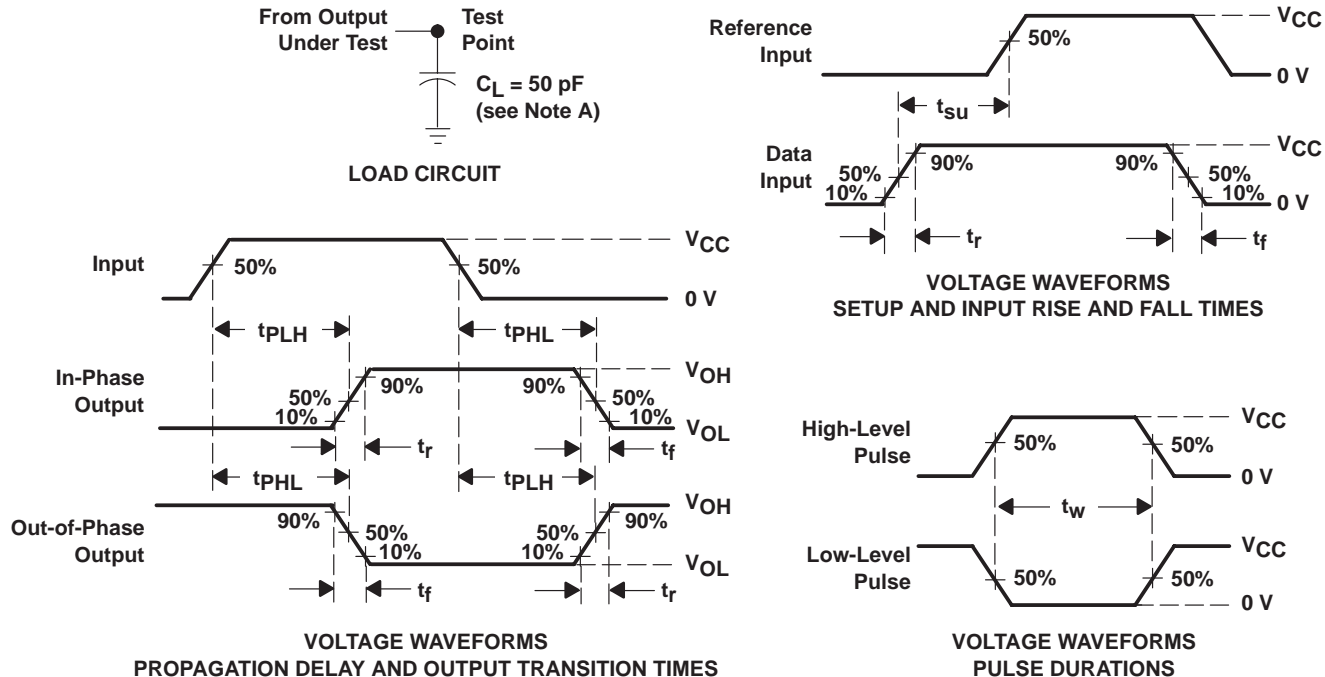 From Output
Under Test
Test
Point
CL = 50 pF
(see Note A)
LOAD CIRCUIT
Reference
Input
50%
VCC
0 V
tsu
Data
Input
50%
10%
90%
90%
50%
10%
VCC
0 V
tr
tf
VOLTAGE WAVEFORMS
SETUP AND INPUT RISE AND FALL TIMES
Input
50%
50%
VCC
0 V
tPLH
tPHL
In-Phase
Output
50%
10%
90%
90%
50%
10%
VOH
VOL
tr
tf
tPHL
tPLH
Out-of-Phase
Output
90%
50%
10%
50%
10%
90%
VOH
VOL
tf
tr
VOLTAGE WAVEFORMS
PROPAGATION DELAY AND OUTPUT TRANSITION TIMES
High-Level
Pulse
50%
50%
VCC
0 V
tw
Low-Level
Pulse
50%
50%
VCC
0 V
VOLTAGE WAVEFORMS
PULSE DURATIONS